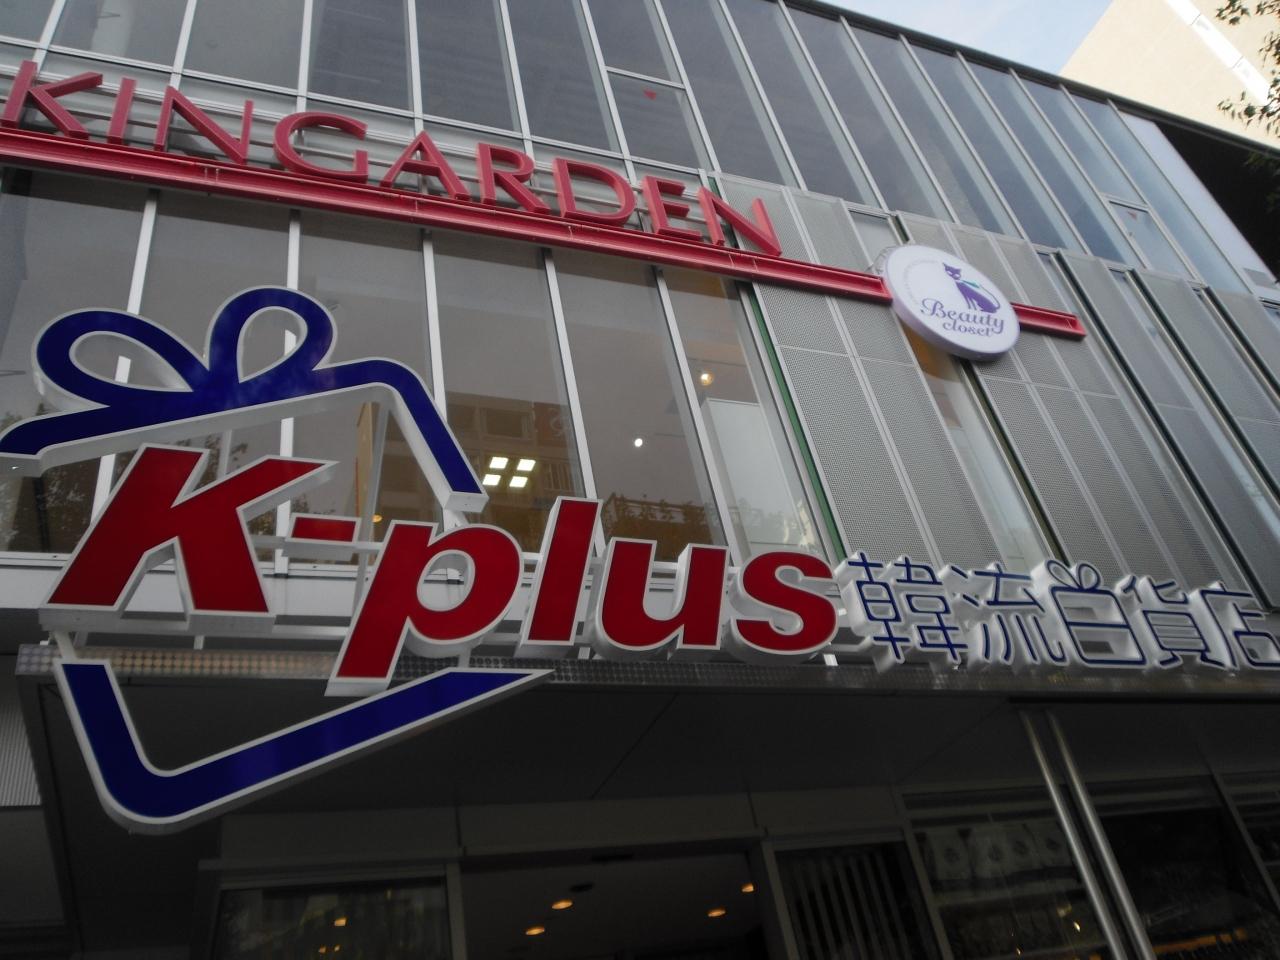 KINGARDEN
Beauty
closet
K-plus 韓流百貨店